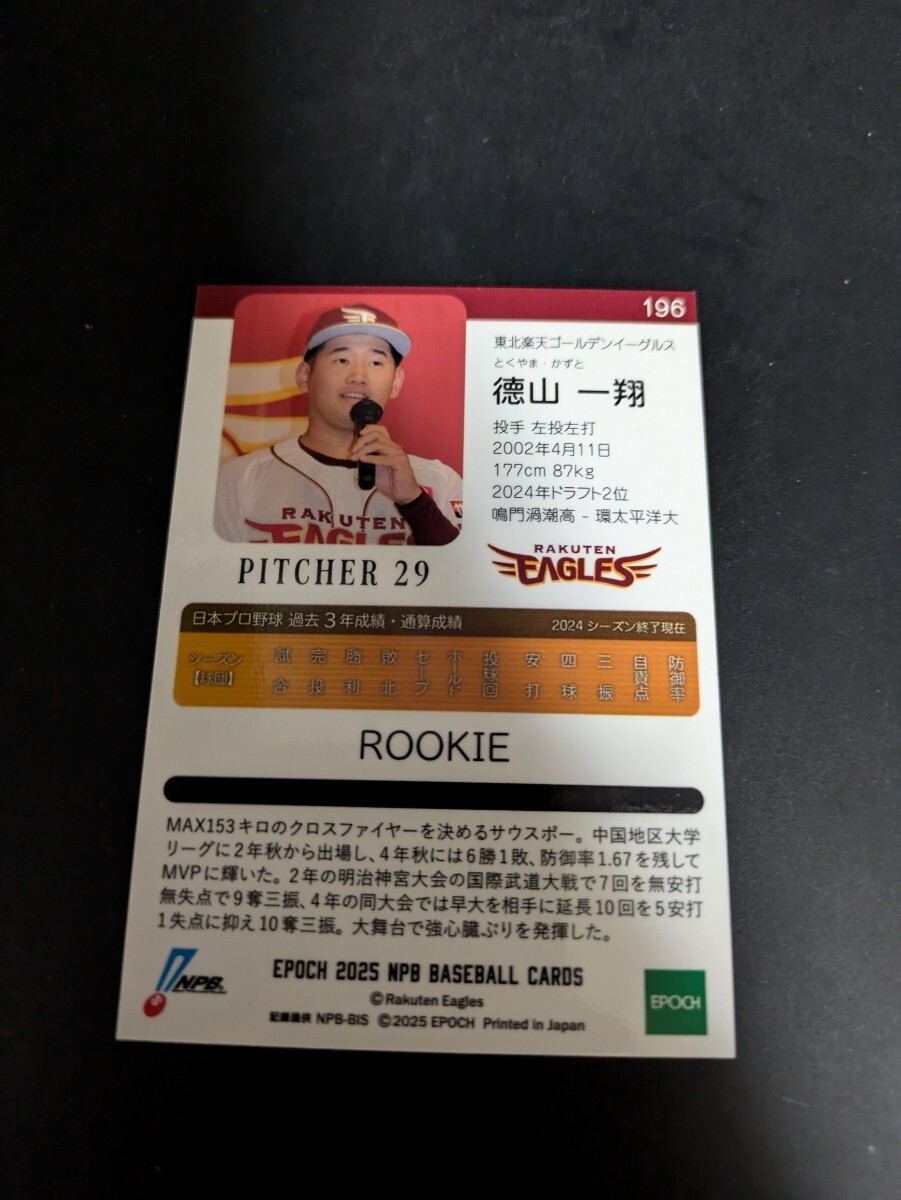 196
東北楽天ゴールデンイーグルス
とくやま・かずと
徳山 一翔
投手 左投左打
2002年4月11日
177cm 87kg
2024年ドラフト2位
鳴門渦潮高 - 環太平洋大
RAKUTEN
EAGLES
RAKUTEN
EAGLES
PITCHER 29
日本プロ野球 過去3年成績・通算成績
2024 シーズン終了現在
シーズン【球団】 試合 完投 勝利 敗北 セーブ ホールド 投球回 安打 四球 三振 自責点 防御率
ROOKIE
MAX153キロのクロスファイヤーを決めるサウスポー。中国地区大学
リーグに2年秋から出場し、4年秋には6勝1敗、防御率1.67を残して
MVPに輝いた。2年の明治神宮大会の国際武道大戦で7回を無安打
無失点で9奪三振、4年の同大会では早大を相手に延長10回を5安打
1失点に抑え10奪三振。大舞台で強心臓ぶりを発揮した。
NPB
EPOCH 2025 NPB BASEBALL CARDS
©Rakuten Eagles
記録提供 NPB-BIS ©2025 EPOCH Printed in Japan
EPOCH